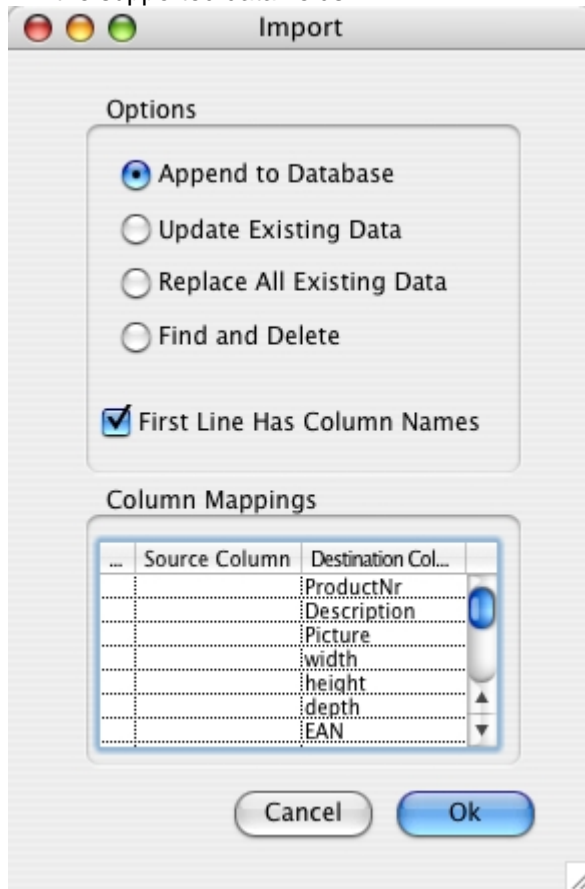 Import
Options
Append to Database
Update Existing Data
Replace All Existing Data
Find and Delete
First Line Has Column Names
Column Mappings
... Source Column Destination Col...
ProductNr
Description
Picture
width
height
depth
EAN
Cancel Ok